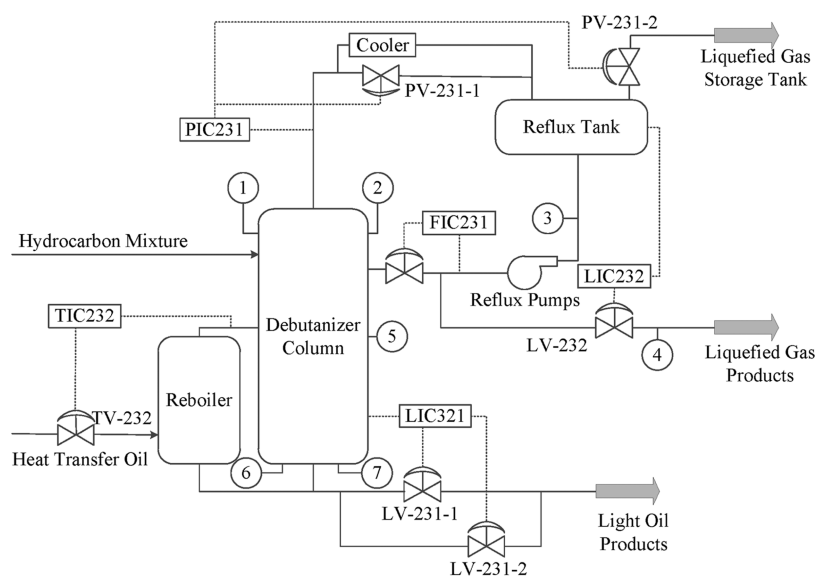 PV-231-2
Cooler
Liquefied Gas
Storage Tank
PV-231-1
PIC231
Reflux Tank
1
2
3
FIC231
Hydrocarbon Mixture
LIC232
Reflux Pumps
TIC232
Debutanizer
Column
5
LV-232
4
Liquefied Gas
Products
Reboiler
TV-232
LIC321
Heat Transfer Oil
6
7
LV-231-1
Light Oil
Products
LV-231-2